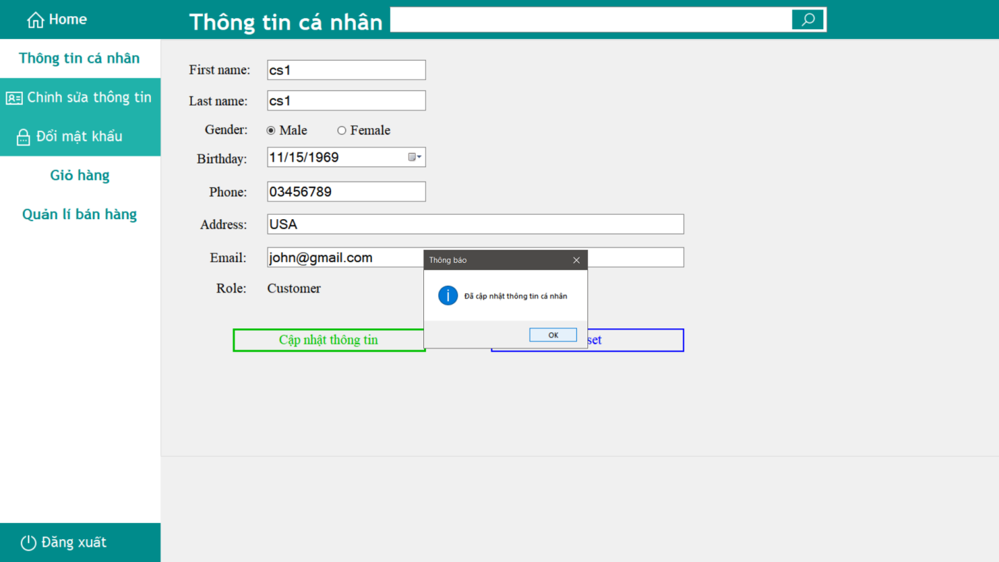 Home
Thông tin cá nhân
Thông tin cá nhân
Chỉnh sửa thông tin
Đổi mật khẩu
Giỏ hàng
Quản lí bán hàng
Đăng xuất
First name: cs1
Last name: cs1
Gender: Male Female
Birthday: 11/15/1969
Phone: 03456789
Address: USA
Email: john@gmail.com
Role: Customer
Cập nhật thông tin
set
Thông báo
Đã cập nhật thông tin cá nhân
OK